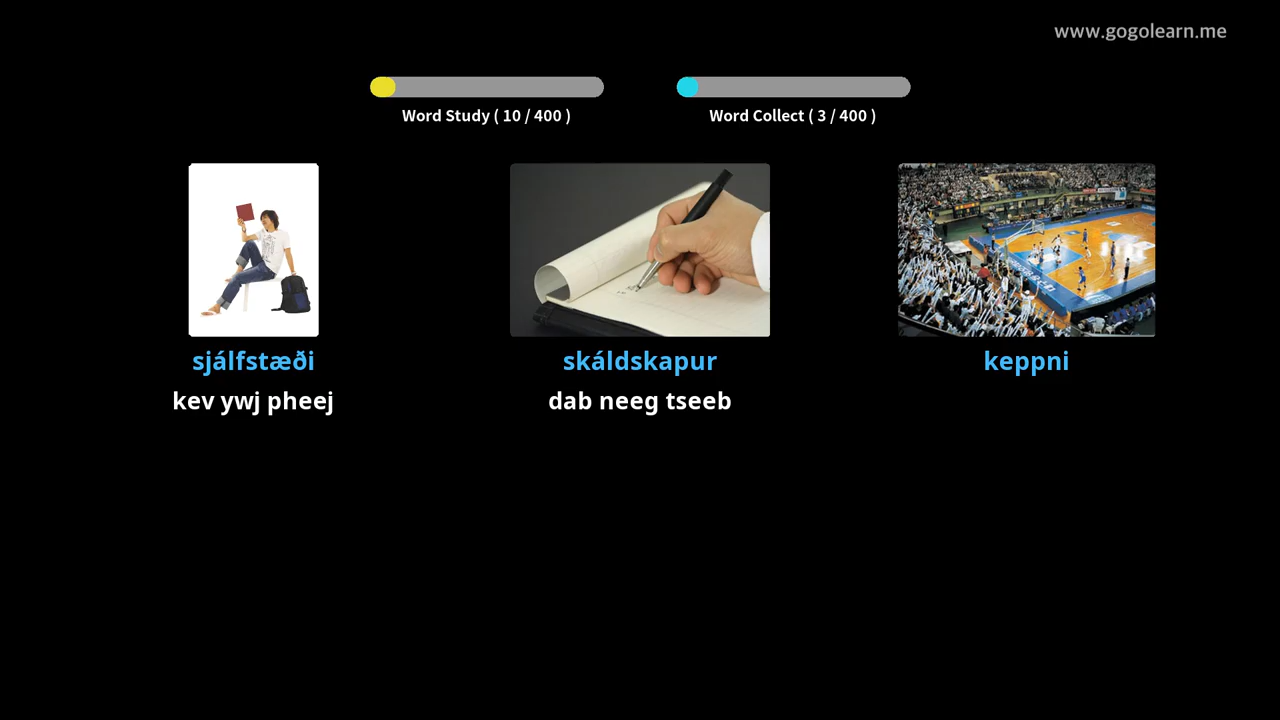 www.gogolearn.me
Word Study ( 10 / 400 )
Word Collect ( 3 / 400 )
sjálfstæði
kev ywj pheej
skáldskapur
dab neeg tseeb
keppni